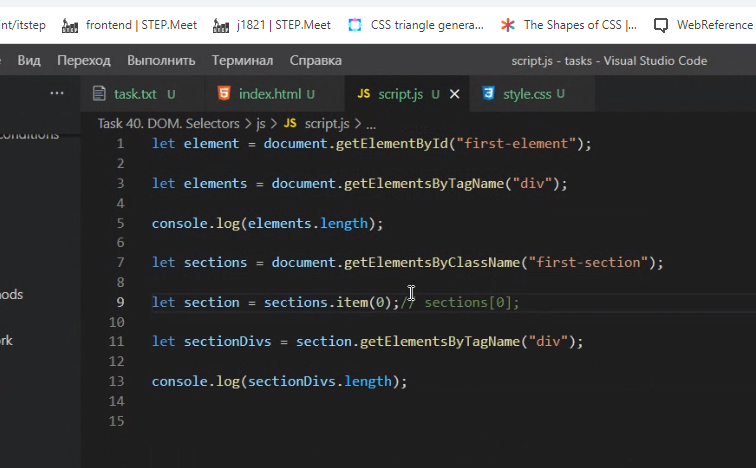 nt/itstep frontend | STEP.Meet j1821 | STEP.Meet CSS triangle genera... The Shapes of CSS |... WebReference
Вид Переход Выполнить Терминал Справка script.js - tasks - Visual Studio Code
... task.txt U index.html U JS script.js U style.css U
Task 40. DOM. Selectors > js > JS script.js > ...
1 let element = document.getElementById("first-element");
2
3 let elements = document.getElementsByTagName("div");
4
5 console.log(elements.length);
6
7 let sections = document.getElementsByClassName("first-section");
8
9 let section = sections.item(0);// sections[0];
10
11 let sectionDivs = section.getElementsByTagName("div");
12
13 console.log(sectionDivs.length);
14
15
onditions
nods
rk